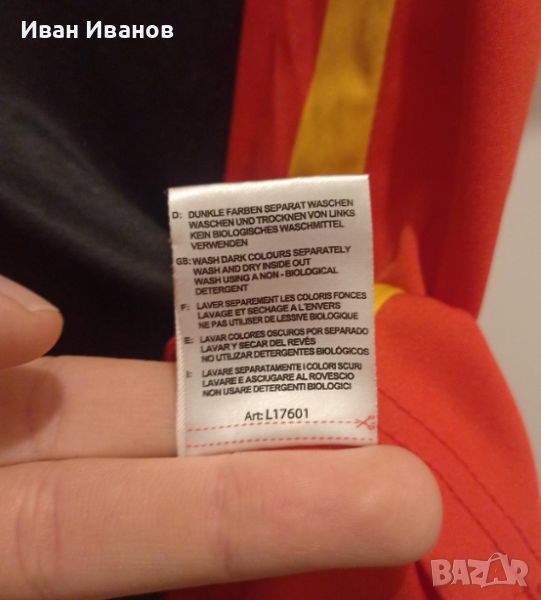 Иван Иванов
D: DUNKLE FARBEN SEPARAT WASCHEN
WASCHEN UND TROCKNEN VON LINKS
KEIN BIOLOGISCHES WASCHMITTEL
VERWENDEN
GB: WASH DARK COLOURS SEPARATELY
WASH AND DRY INSIDE OUT
WASH USING A NON - BIOLOGICAL
DETERGENT
F: LAVER SEPAREMENT LES COLORIS FONCES
LAVAGE ET SECHAGE A L'ENVERS
NE PAS UTILISER DE LESSIVE BIOLOGIQUE
E: LAVAR COLORES OSCUROS POR SEPARADO
LAVAR Y SECAR DEL REVÉS
NO UTILIZAR DETERGENTES BIOLÓGICOS
I: LAVARE SEPARATAMENTE I COLORI SCURI
LAVARE E ASCIUGARE AL ROVESCIO
NON USARE DETERGENTI BIOLOGICI
Art: L17601
BAZAR